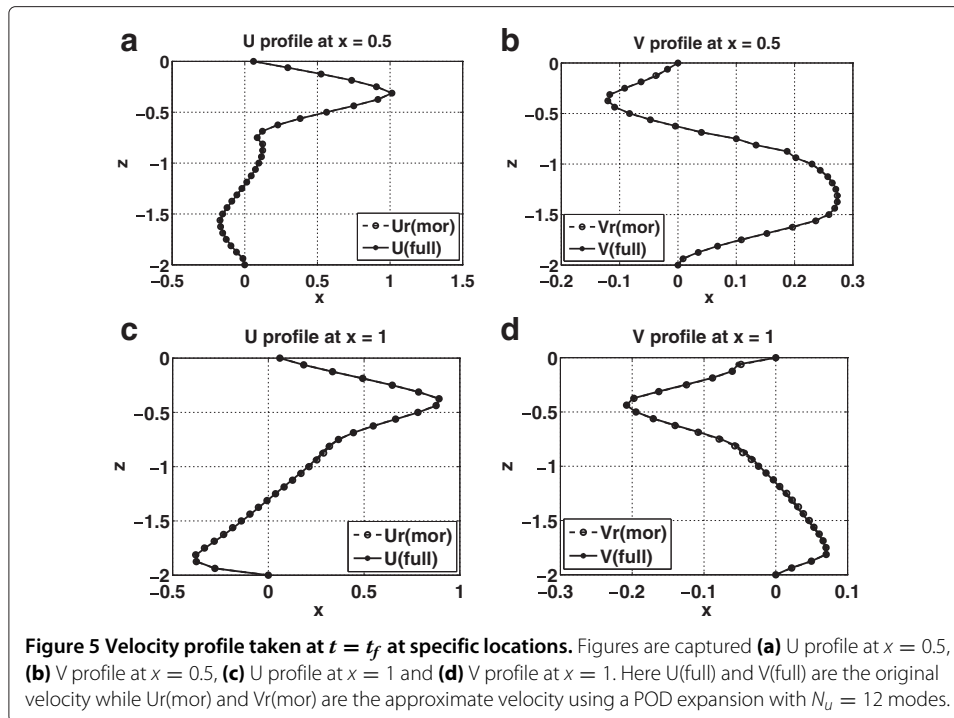 a
U profile at x = 0.5
0
−0.5
−1
−1.5
−2
z
−0.5 0 0.5 1 1.5
x
Ur(mor)
U(full)
b
V profile at x = 0.5
0
−0.5
−1
−1.5
−2
z
−0.2 −0.1 0 0.1 0.2 0.3
x
Vr(mor)
V(full)
c
U profile at x = 1
0
−0.5
−1
−1.5
−2
z
−0.5 0 0.5 1
x
Ur(mor)
U(full)
d
V profile at x = 1
0
−0.5
−1
−1.5
−2
z
−0.3 −0.2 −0.1 0 0.1
x
Vr(mor)
V(full)
Figure 5 Velocity profile taken at t = t_f at specific locations. Figures are captured (a) U profile at x = 0.5,
(b) V profile at x = 0.5, (c) U profile at x = 1 and (d) V profile at x = 1. Here U(full) and V(full) are the original
velocity while Ur(mor) and Vr(mor) are the approximate velocity using a POD expansion with N_u = 12 modes.